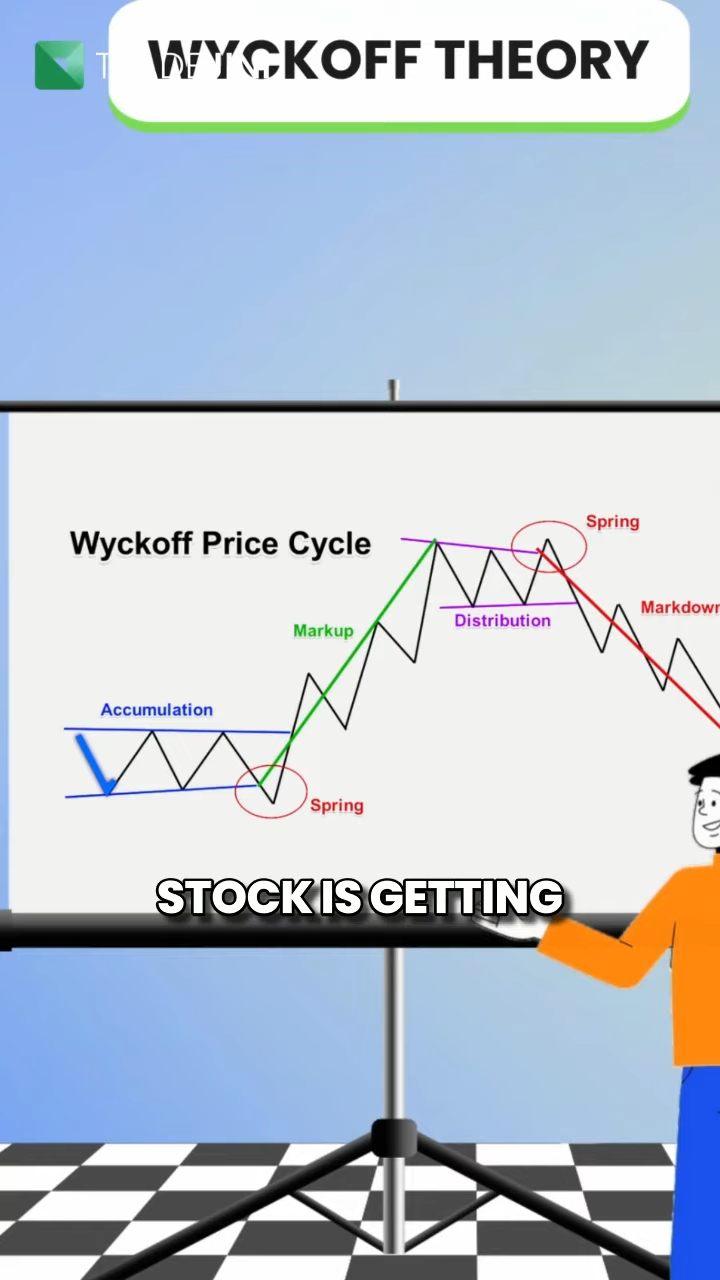 WYCKOFF THEORY
Wyckoff Price Cycle
Spring
Markdown
Markup
Distribution
Accumulation
Spring
STOCK IS GETTING